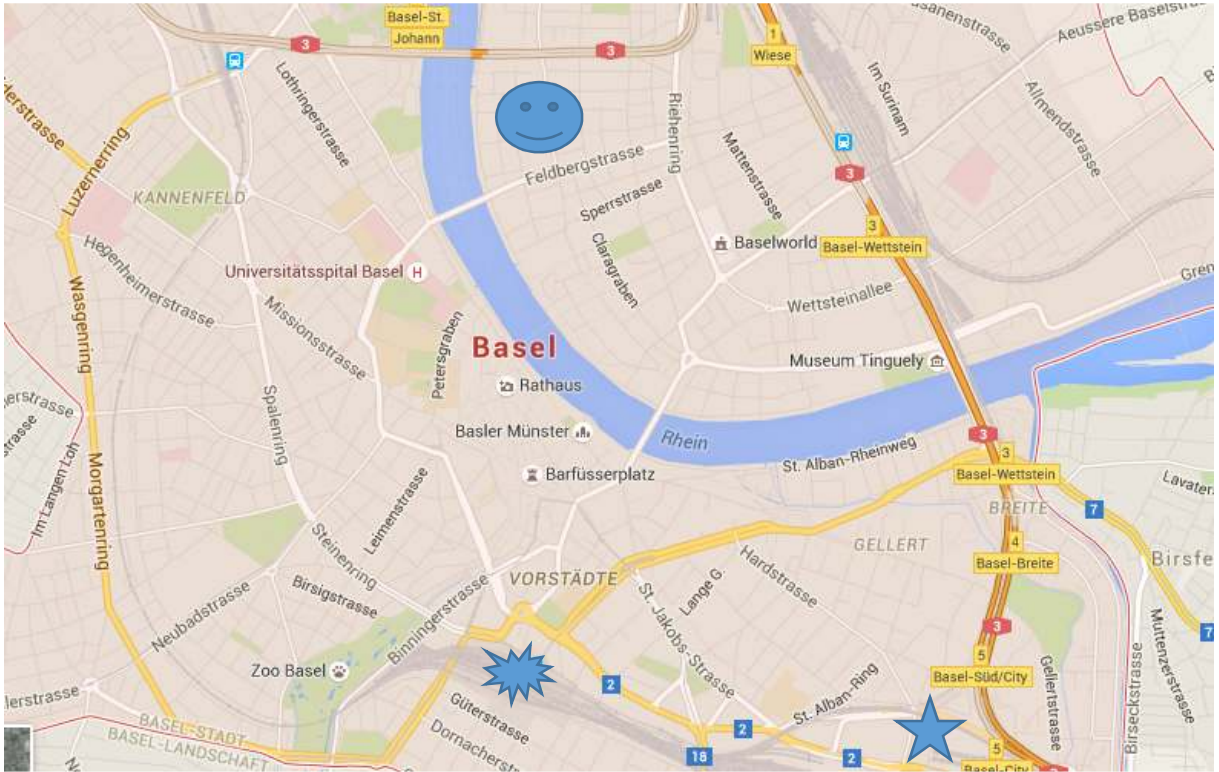 Basel-St.
Johann
3
3
1
Wiese
Aeussere Baselstra
Im Surinam
Allmendstrasse
Lothringerstrasse
Riehenring
Mattenstrasse
Luzernerring
Feldbergstrasse
3
KANNENFELD
Sperrstrasse
3
Basel-Wettstein
Baselworld
Claragraben
Hegenheimerstrasse
Universitätsspital Basel
H
Wettsteinallee
Wasgenring
Missionsstrasse
Petersgraben
Basel
Museum Tinguely
Rathaus
Spalenring
Basler Münster
Rhein
3
St. Alban-Rheinweg
3
Basel-Wettstein
Im Langen Loh
Morgartenring
Barfüsserplatz
Leimenstrasse
BREITE
7
Steinenring
GELLERT
4
Basel-Breite
VORSTÄDTE
Hardstrasse
Birsigstrasse
Lange G.
St. Jakobs-Strasse
Neubadstrasse
Binningerstrasse
3
7
Muttenzerstrasse
Zoo Basel
5
Basel-Süd/City
2
Gellertstrasse
Birseckstrasse
Güterstrasse
St. Alban-Ring
BASEL-STADT
BASEL-LANDSCHAFT
2
18
2
5
Basel-City